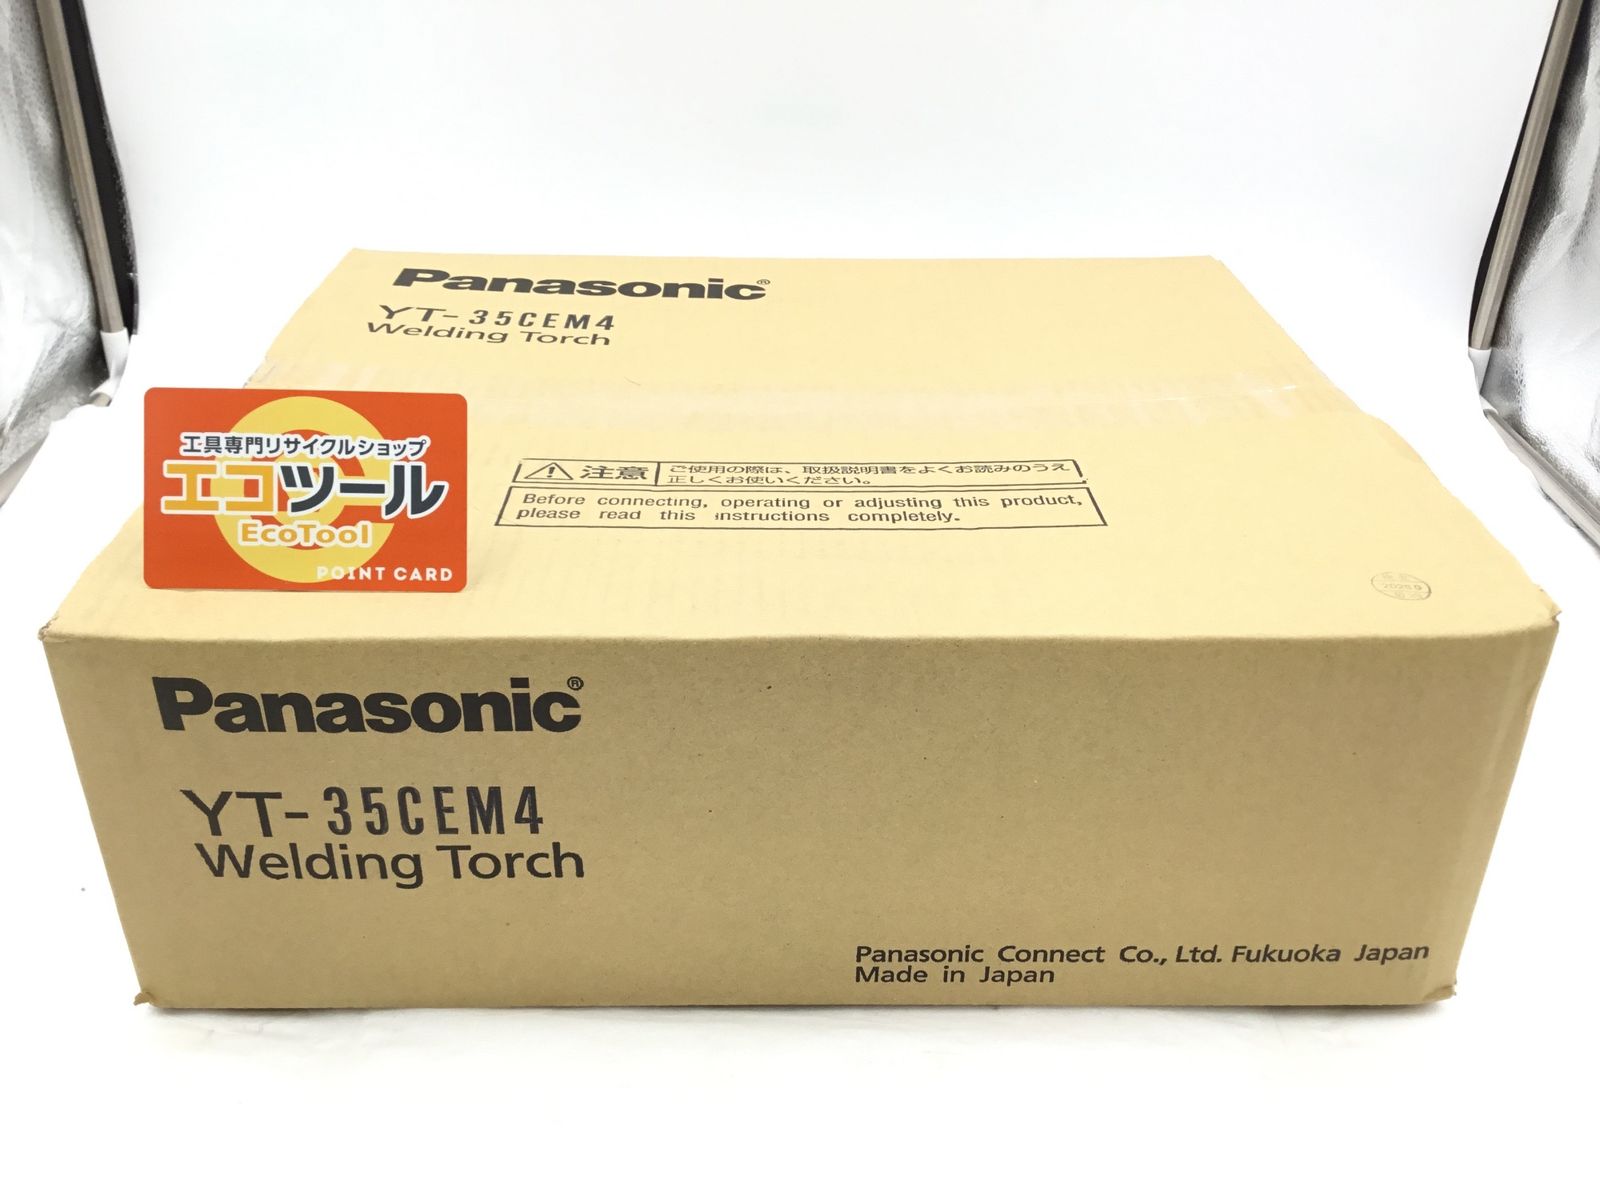 Panasonic®
YT-35CEM4
Welding Torch
工具専門リサイクルショップ
エコツール
EcoTool
POINT CARD
注意
ご使用の際は、取扱説明書をよくお読みのうえ
正しくお使いください。
Before connecting, operating or adjusting this product,
please read this instructions completely.
Panasonic®
YT-35CEM4
Welding Torch
Panasonic Connect Co., Ltd. Fukuoka Japan
Made in Japan